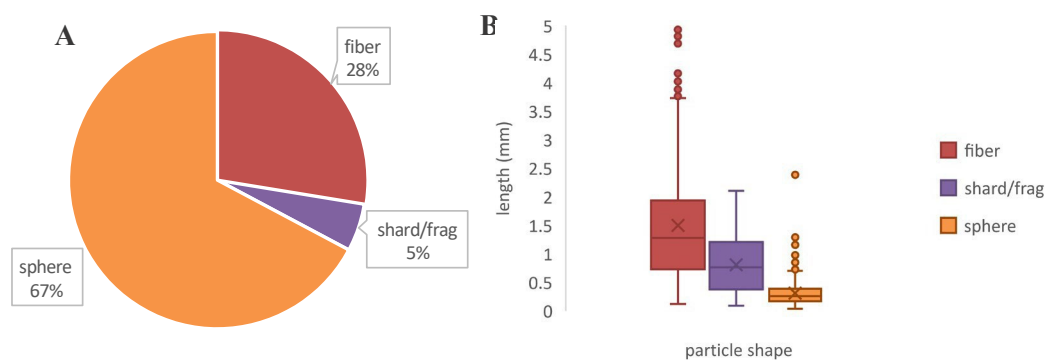 A
fiber
28%
shard/frag
5%
sphere
67%
B
length (mm)
5
4.5
4
3.5
3
2.5
2
1.5
1
0.5
0
particle shape
fiber
shard/frag
sphere